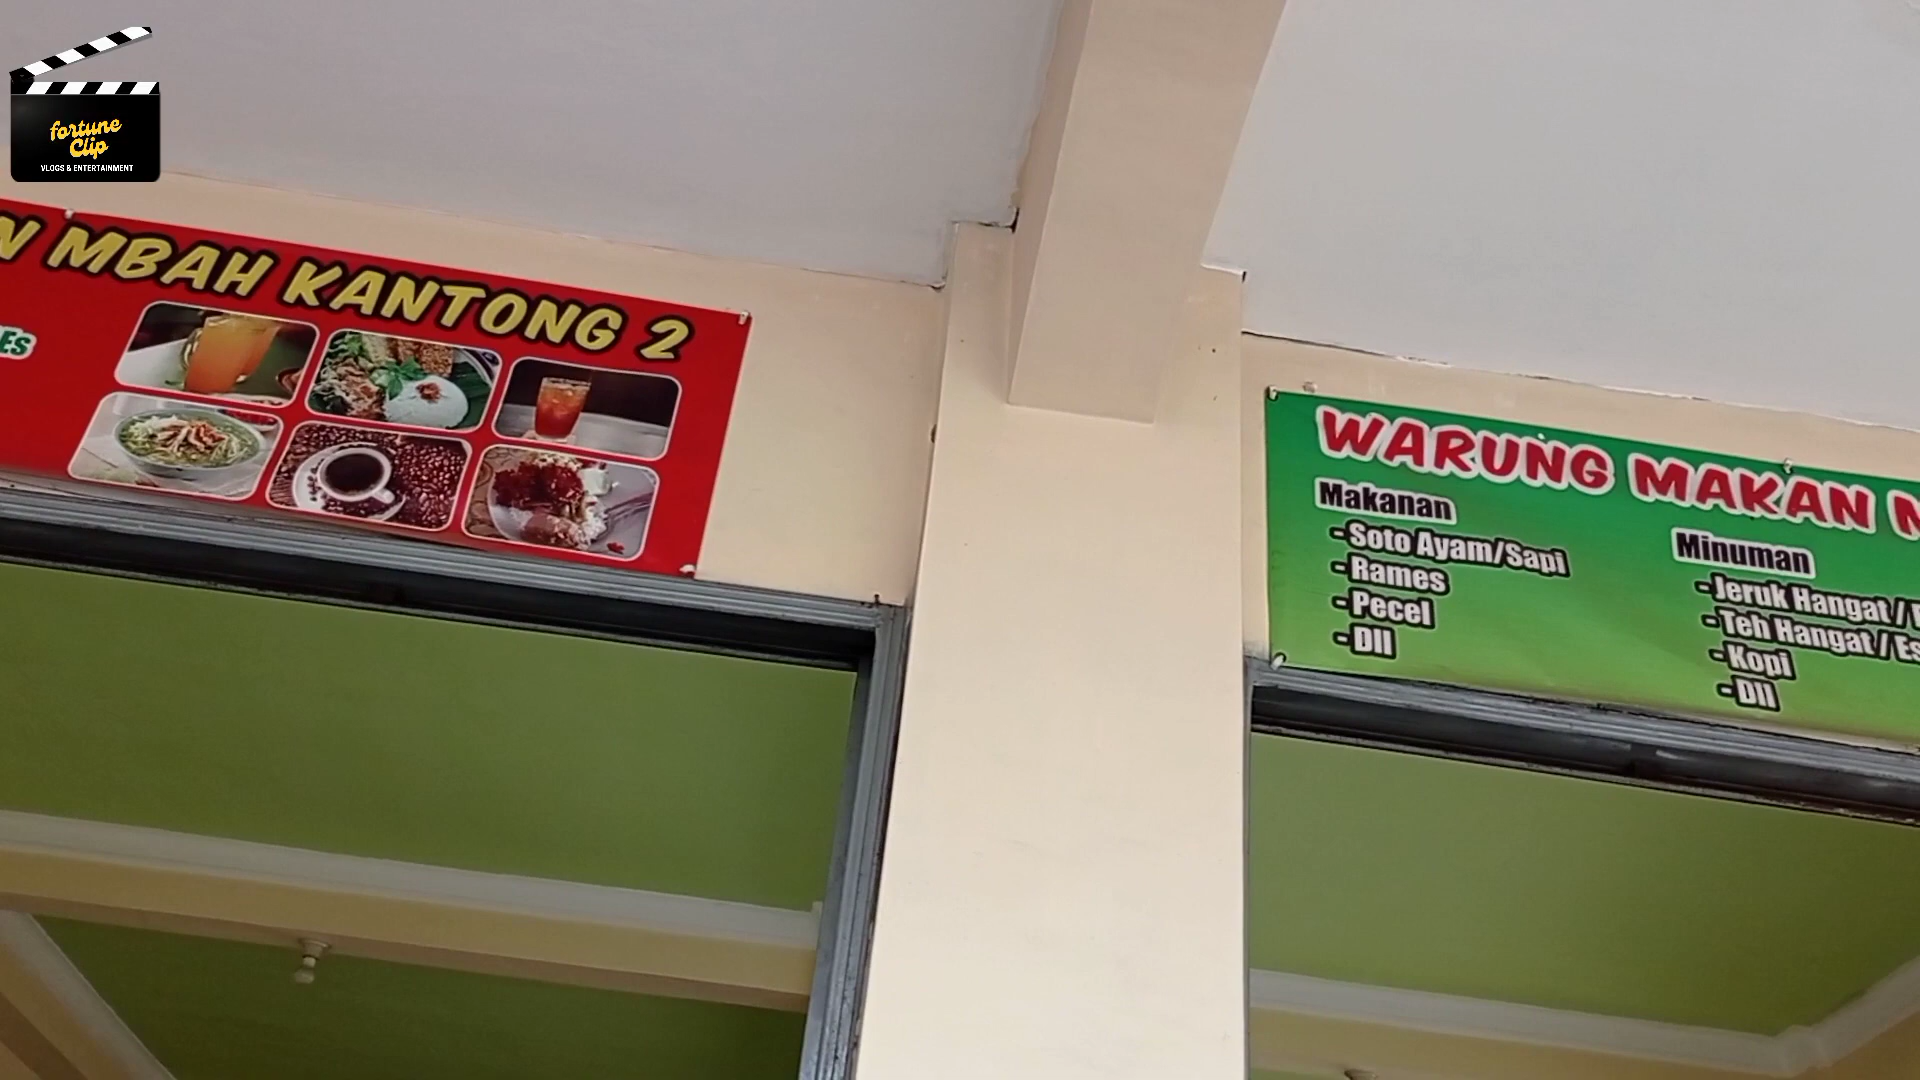 fortune
Clip
VLOGS & ENTERTAINMENT
N MBAH KANTONG 2
Es
WARUNG MAKAN M
Makanan
- Soto Ayam/Sapi
- Rames
- Pecel
- Dll
Minuman
- Jeruk Hangat /
- Teh Hangat / Es
- Kopi
- Dll